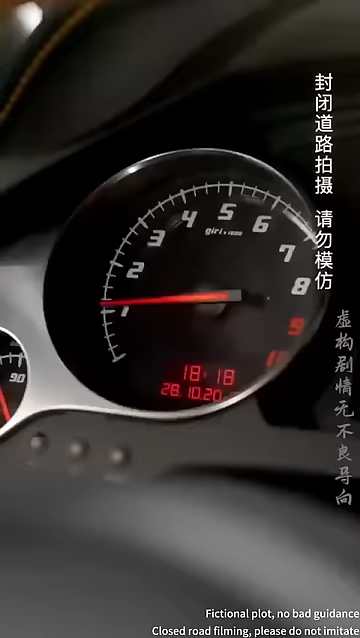 封闭道路拍摄 请勿模仿
虚构剧情无不良导向
1
2
3
4
5
6
7
8
9
giri x 1000
18:18
28.10.20
90
Fictional plot, no bad guidance
Closed road filming, please do not imitate